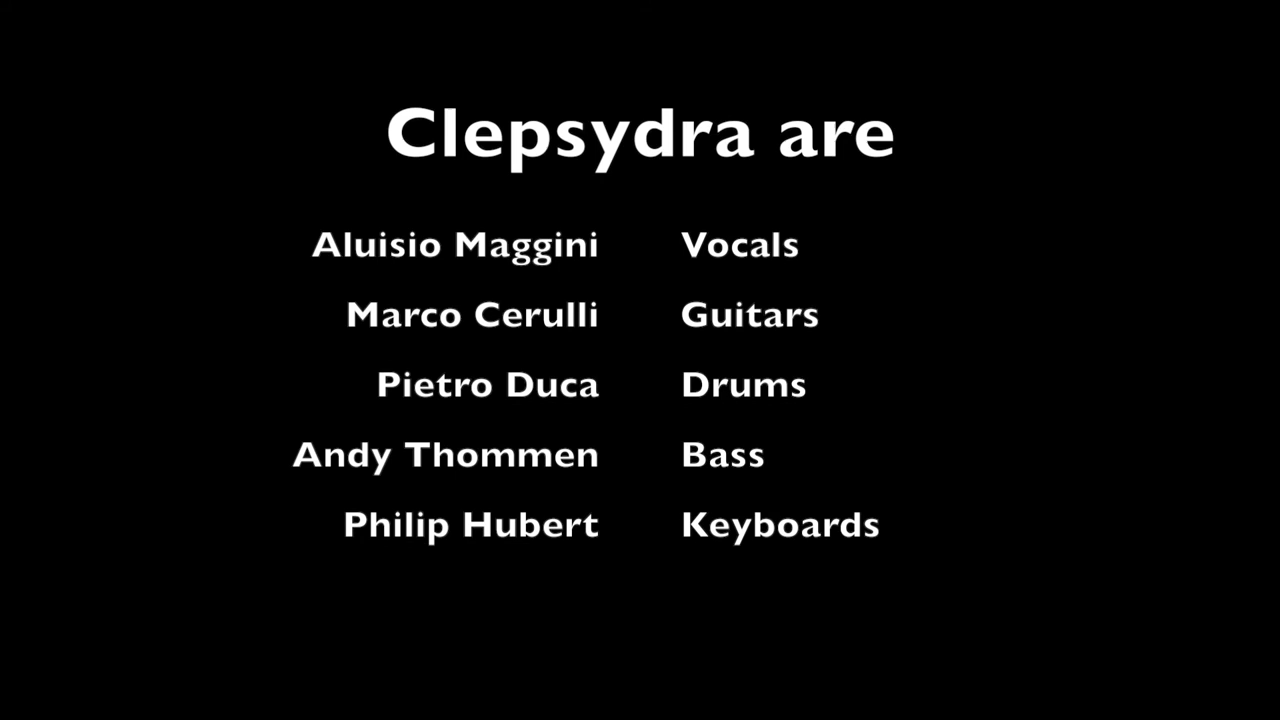 Clepsydra are
Aluisio Maggini Vocals
Marco Cerulli Guitars
Pietro Duca Drums
Andy Thommen Bass
Philip Hubert Keyboards